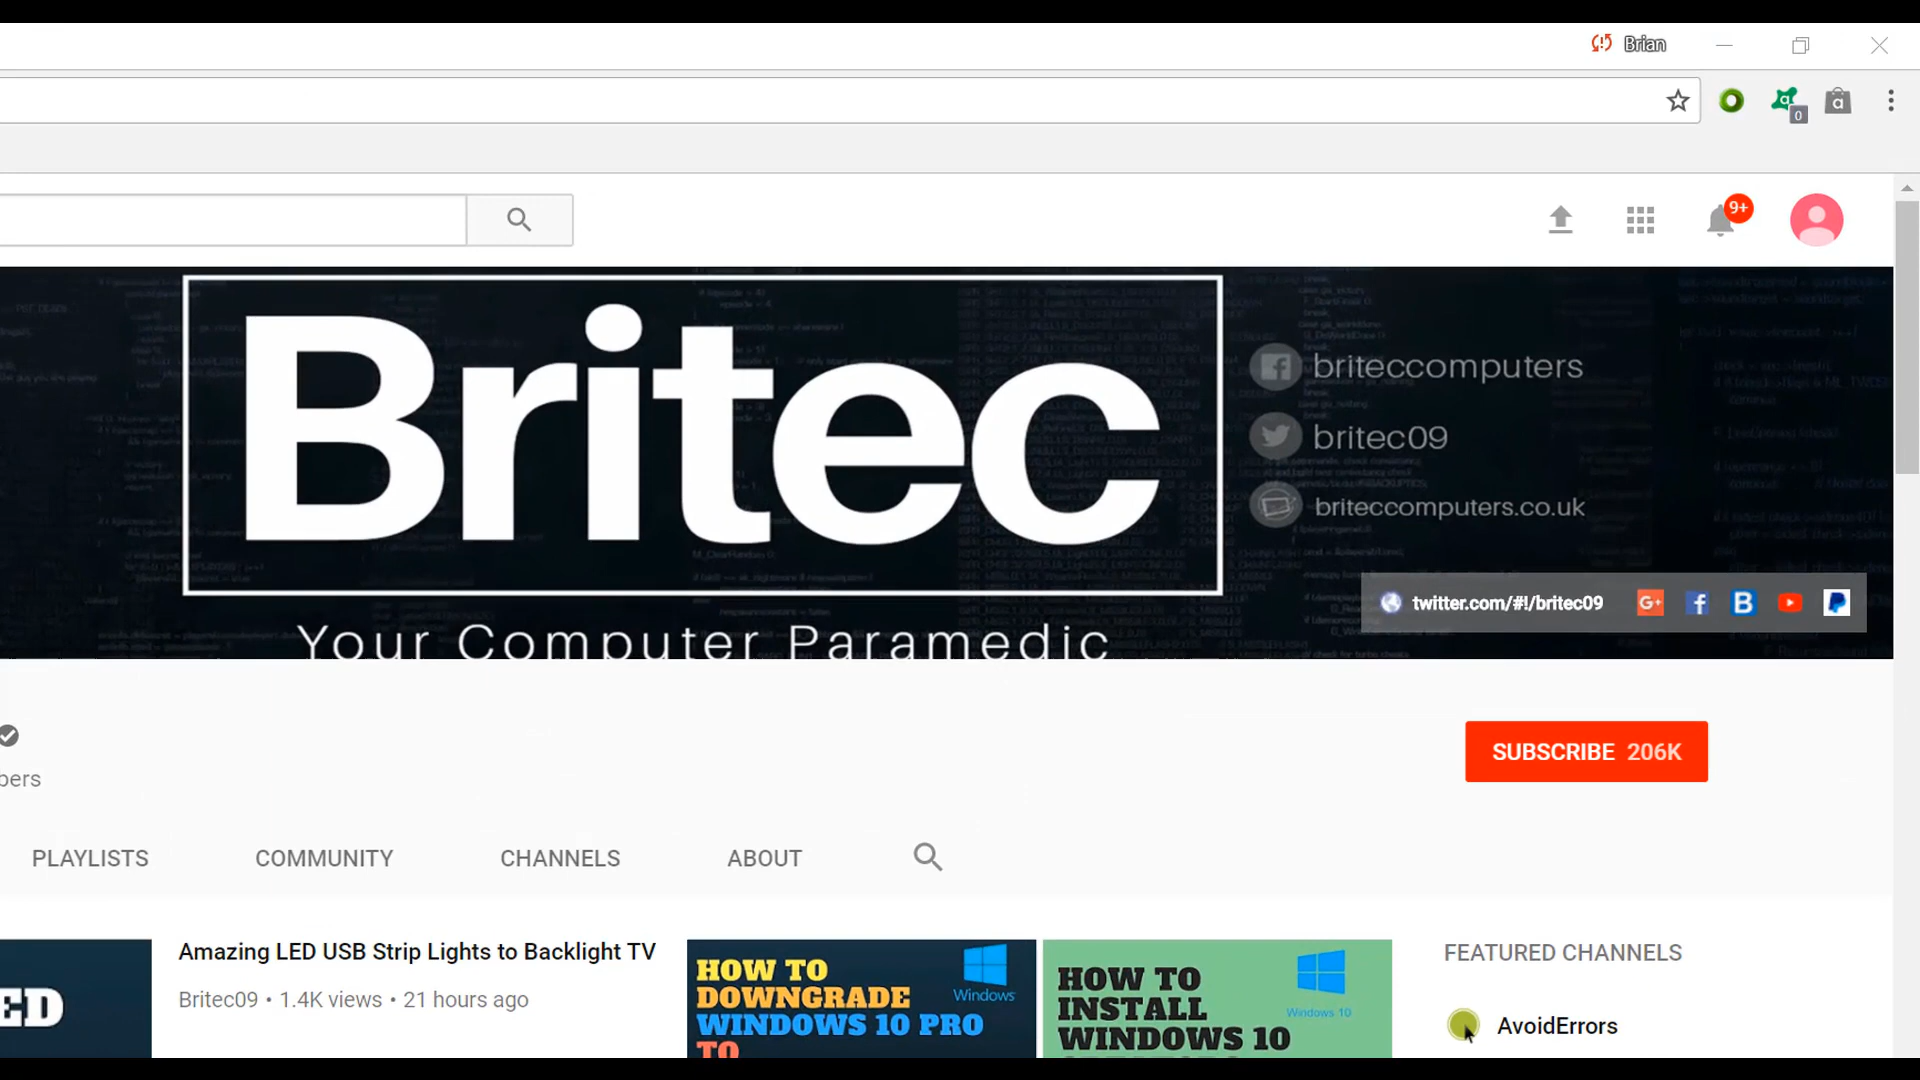 Brian
0
9+
Britec
briteccomputers
britec09
briteccomputers.co.uk
twitter.com/#!/britec09
G+
B
Your Computer Paramedic
SUBSCRIBE 206K
PLAYLISTS
COMMUNITY
CHANNELS
ABOUT
Amazing LED USB Strip Lights to Backlight TV
Britec09 • 1.4K views • 21 hours ago
HOW TO
DOWNGRADE
WINDOWS 10 PRO
TO
Windows
HOW TO
INSTALL
WINDOWS 10
Windows 10
FEATURED CHANNELS
AvoidErrors